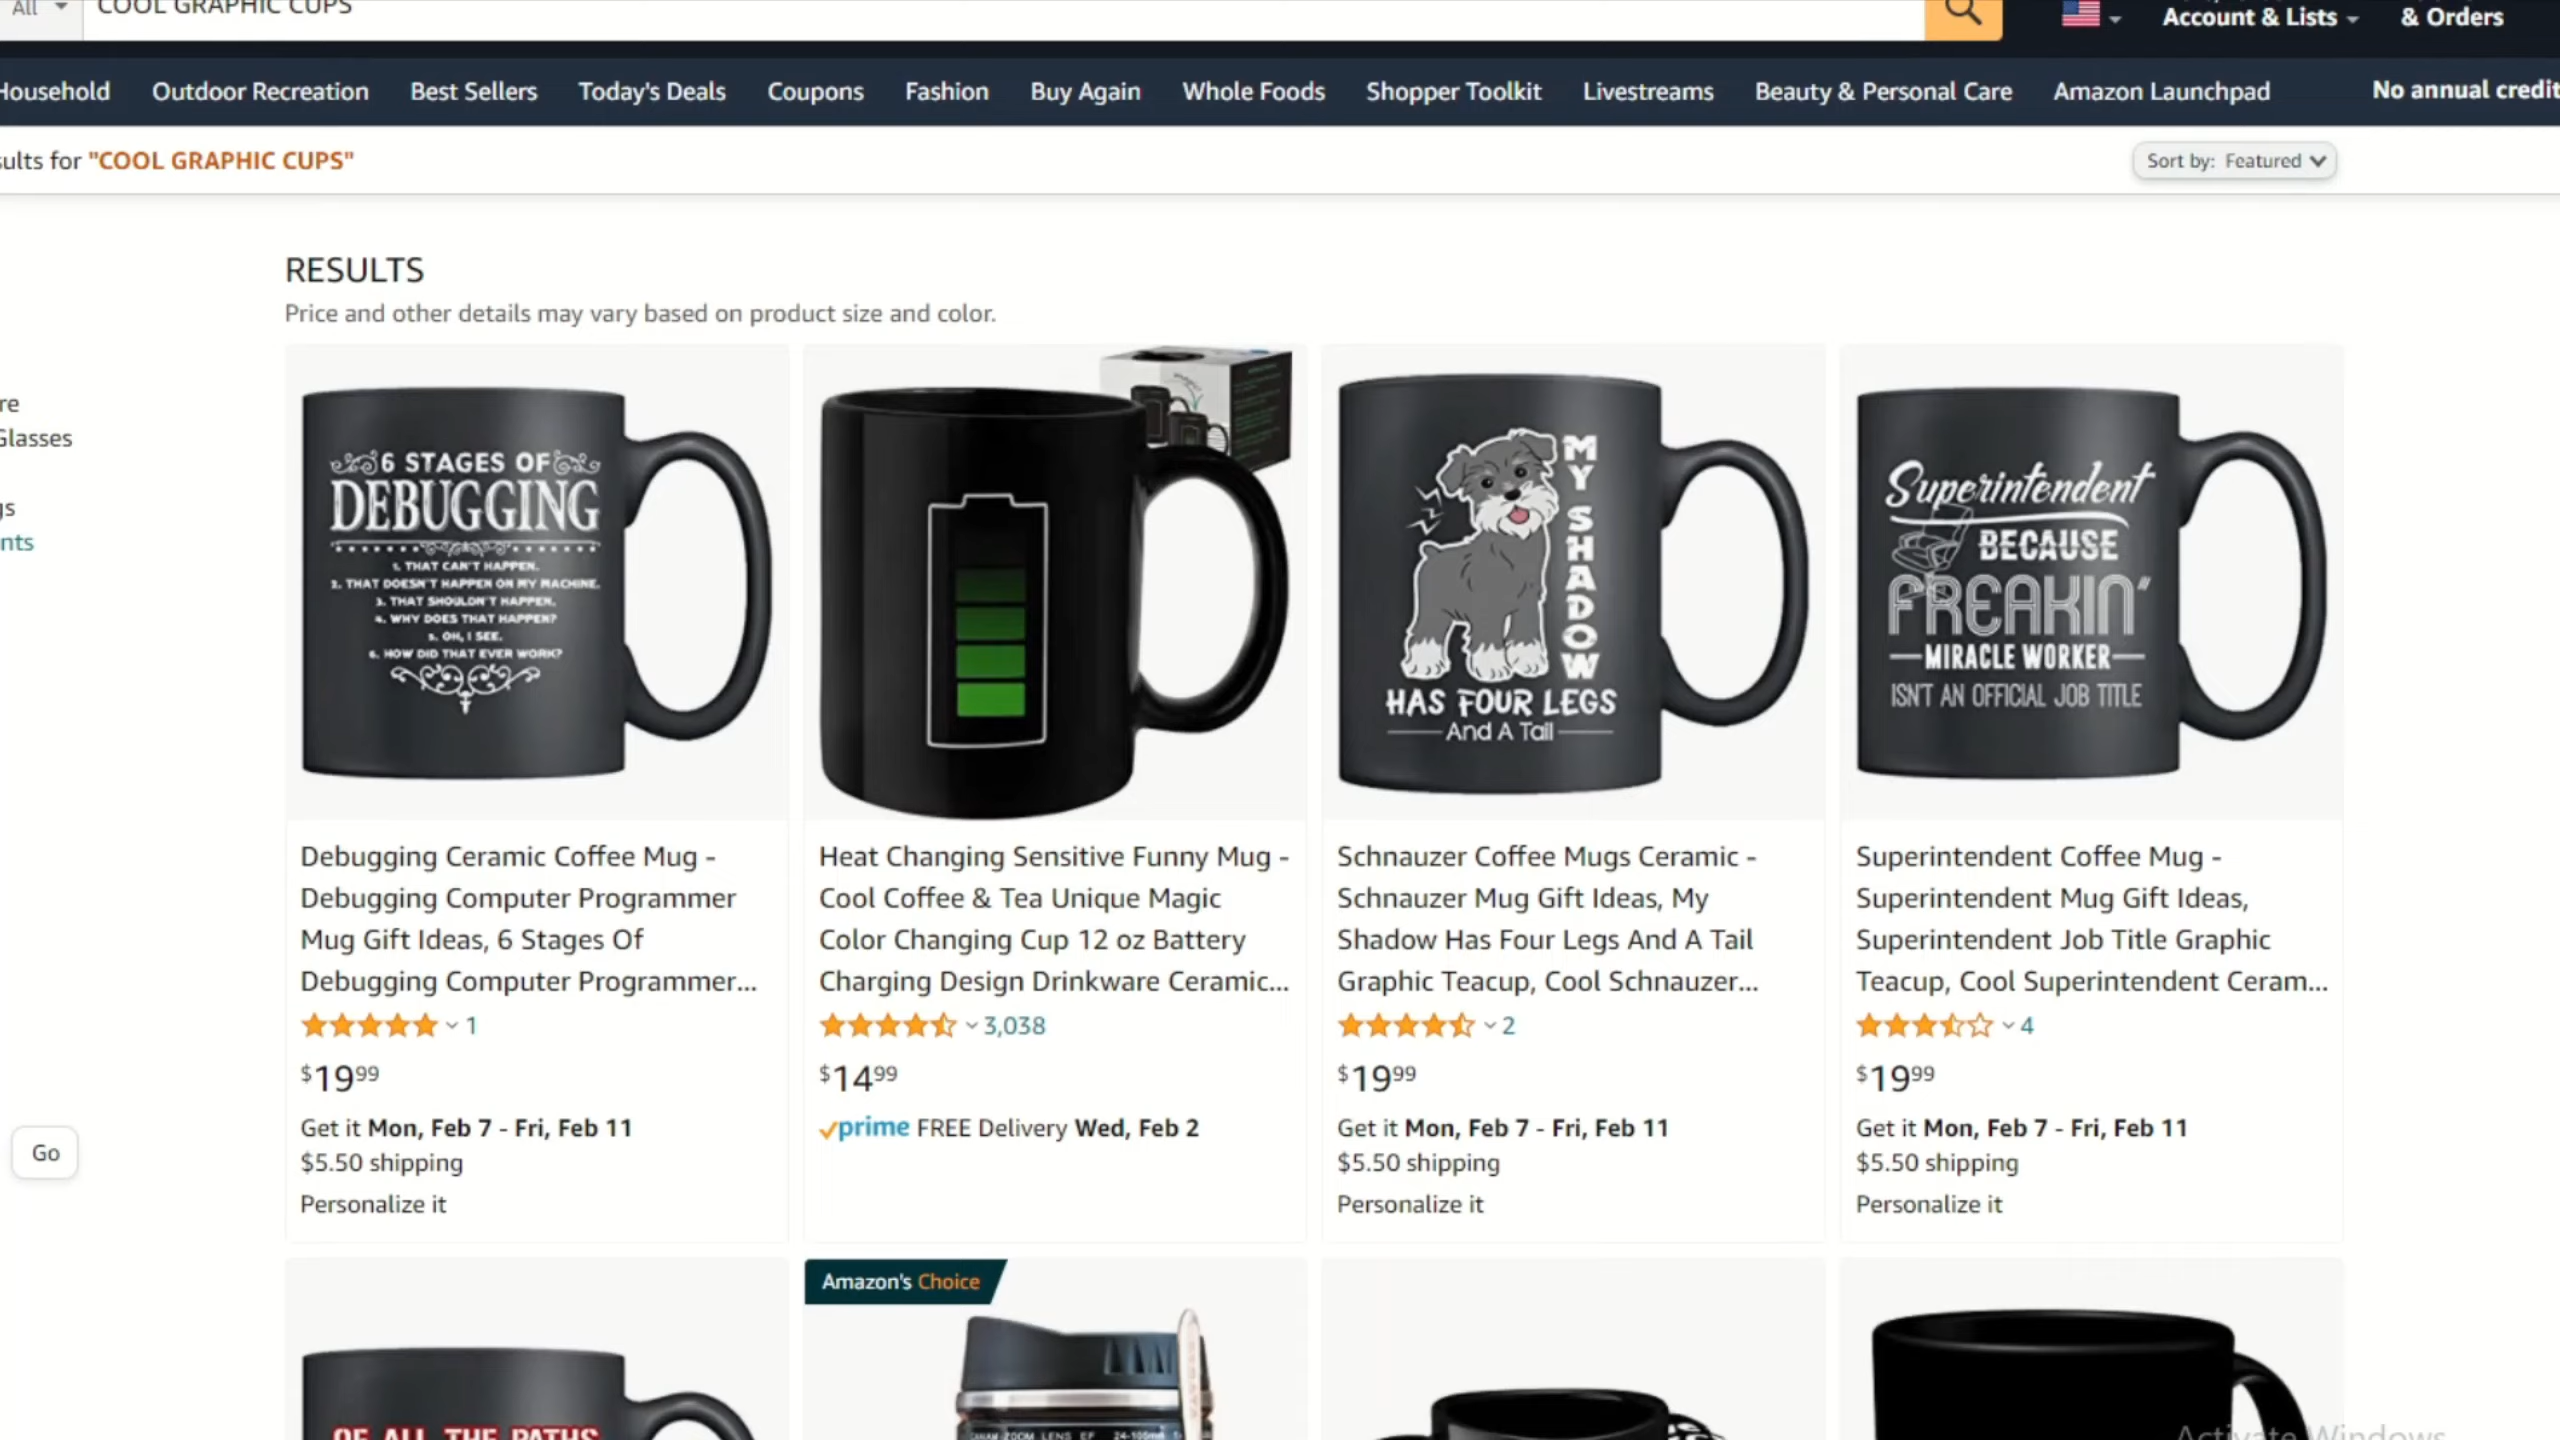 All
COOL GRAPHIC CUPS
Account & Lists
& Orders
Household
Outdoor Recreation
Best Sellers
Today's Deals
Coupons
Fashion
Buy Again
Whole Foods
Shopper Toolkit
Livestreams
Beauty & Personal Care
Amazon Launchpad
No annual credit
sults for "COOL GRAPHIC CUPS"
Sort by: Featured
RESULTS
Price and other details may vary based on product size and color.
re
Glasses
gs
nts
Go
6 STAGES OF
DEBUGGING
1. THAT CAN'T HAPPEN.
2. THAT DOESN'T HAPPEN ON MY MACHINE.
3. THAT SHOULDN'T HAPPEN.
4. WHY DOES THAT HAPPEN?
5. OH, I SEE.
6. HOW DID THAT EVER WORK?
MY SHADOW
HAS FOUR LEGS
And A Tail
Superintendent
BECAUSE
FREAKIN'
MIRACLE WORKER
ISN'T AN OFFICIAL JOB TITLE
Debugging Ceramic Coffee Mug -
Debugging Computer Programmer
Mug Gift Ideas, 6 Stages Of
Debugging Computer Programmer...
1
$19.99
Get it Mon, Feb 7 - Fri, Feb 11
$5.50 shipping
Personalize it
Heat Changing Sensitive Funny Mug -
Cool Coffee & Tea Unique Magic
Color Changing Cup 12 oz Battery
Charging Design Drinkware Ceramic...
3,038
$14.99
prime FREE Delivery Wed, Feb 2
Schnauzer Coffee Mugs Ceramic -
Schnauzer Mug Gift Ideas, My
Shadow Has Four Legs And A Tail
Graphic Teacup, Cool Schnauzer...
2
$19.99
Get it Mon, Feb 7 - Fri, Feb 11
$5.50 shipping
Personalize it
Superintendent Coffee Mug -
Superintendent Mug Gift Ideas,
Superintendent Job Title Graphic
Teacup, Cool Superintendent Ceram...
4
$19.99
Get it Mon, Feb 7 - Fri, Feb 11
$5.50 shipping
Personalize it
OF ALL THE PATHS
Amazon's Choice
ZOOM LENS EF 24-105mm
Activate Windows